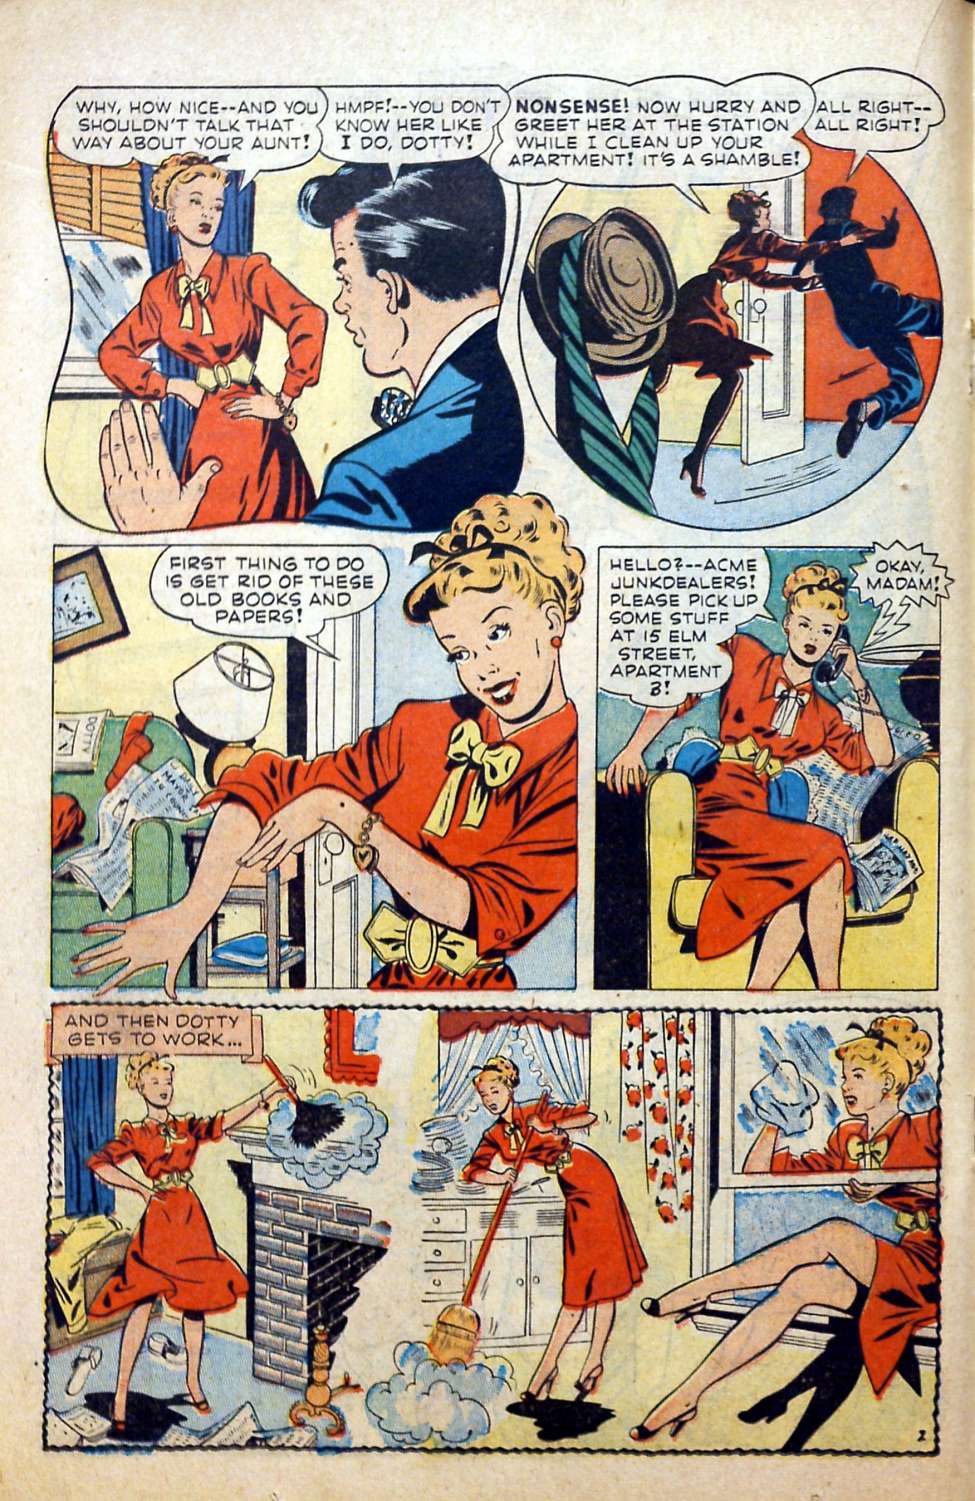 WHY, HOW NICE--AND YOU
SHOULDN'T TALK THAT
WAY ABOUT YOUR AUNT!
HMPF!--YOU DON'T
KNOW HER LIKE
I DO, DOTTY!
NONSENSE! NOW HURRY AND
GREET HER AT THE STATION
WHILE I CLEAN UP YOUR
APARTMENT! IT'S A SHAMBLE!
ALL RIGHT--
ALL RIGHT!
FIRST THING TO DO
IS GET RID OF THESE
OLD BOOKS AND
PAPERS!
DOTTY
HELLO?--ACME
JUNKDEALERS!
PLEASE PICK UP
SOME STUFF
AT 15 ELM
STREET,
APARTMENT
3!
OKAY,
MADAM!
AND THEN DOTTY
GETS TO WORK...
2